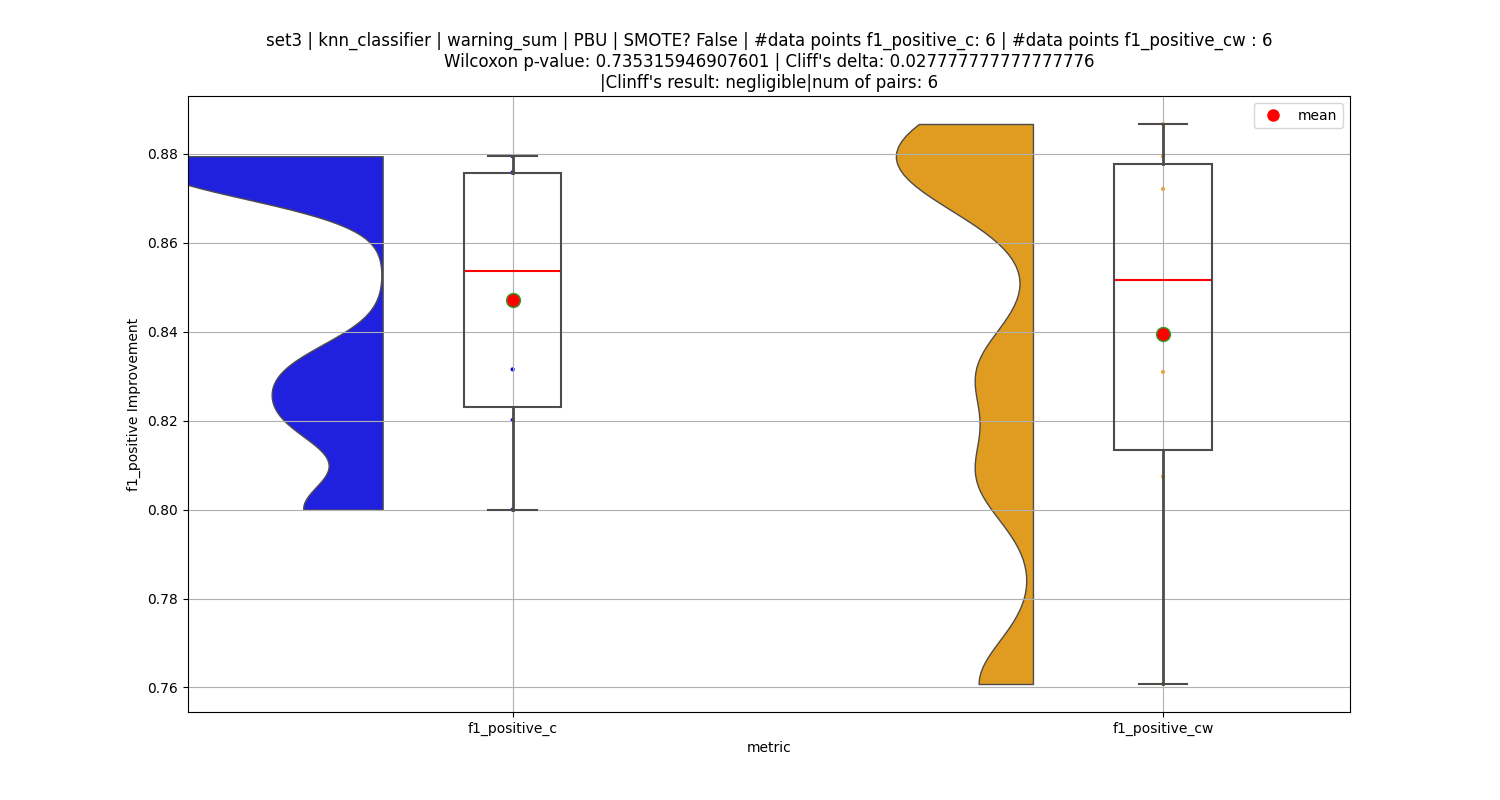 set3 | knn_classifier | warning_sum | PBU | SMOTE? False | #data points f1_positive_c: 6 | #data points f1_positive_cw : 6
Wilcoxon p-value: 0.735315946907601 | Cliff's delta: 0.027777777777777776
|Clinff's result: negligible|num of pairs: 6
mean
0.88
0.86
0.84
0.82
0.80
0.78
0.76
f1_positive Improvement
f1_positive_c
f1_positive_cw
metric